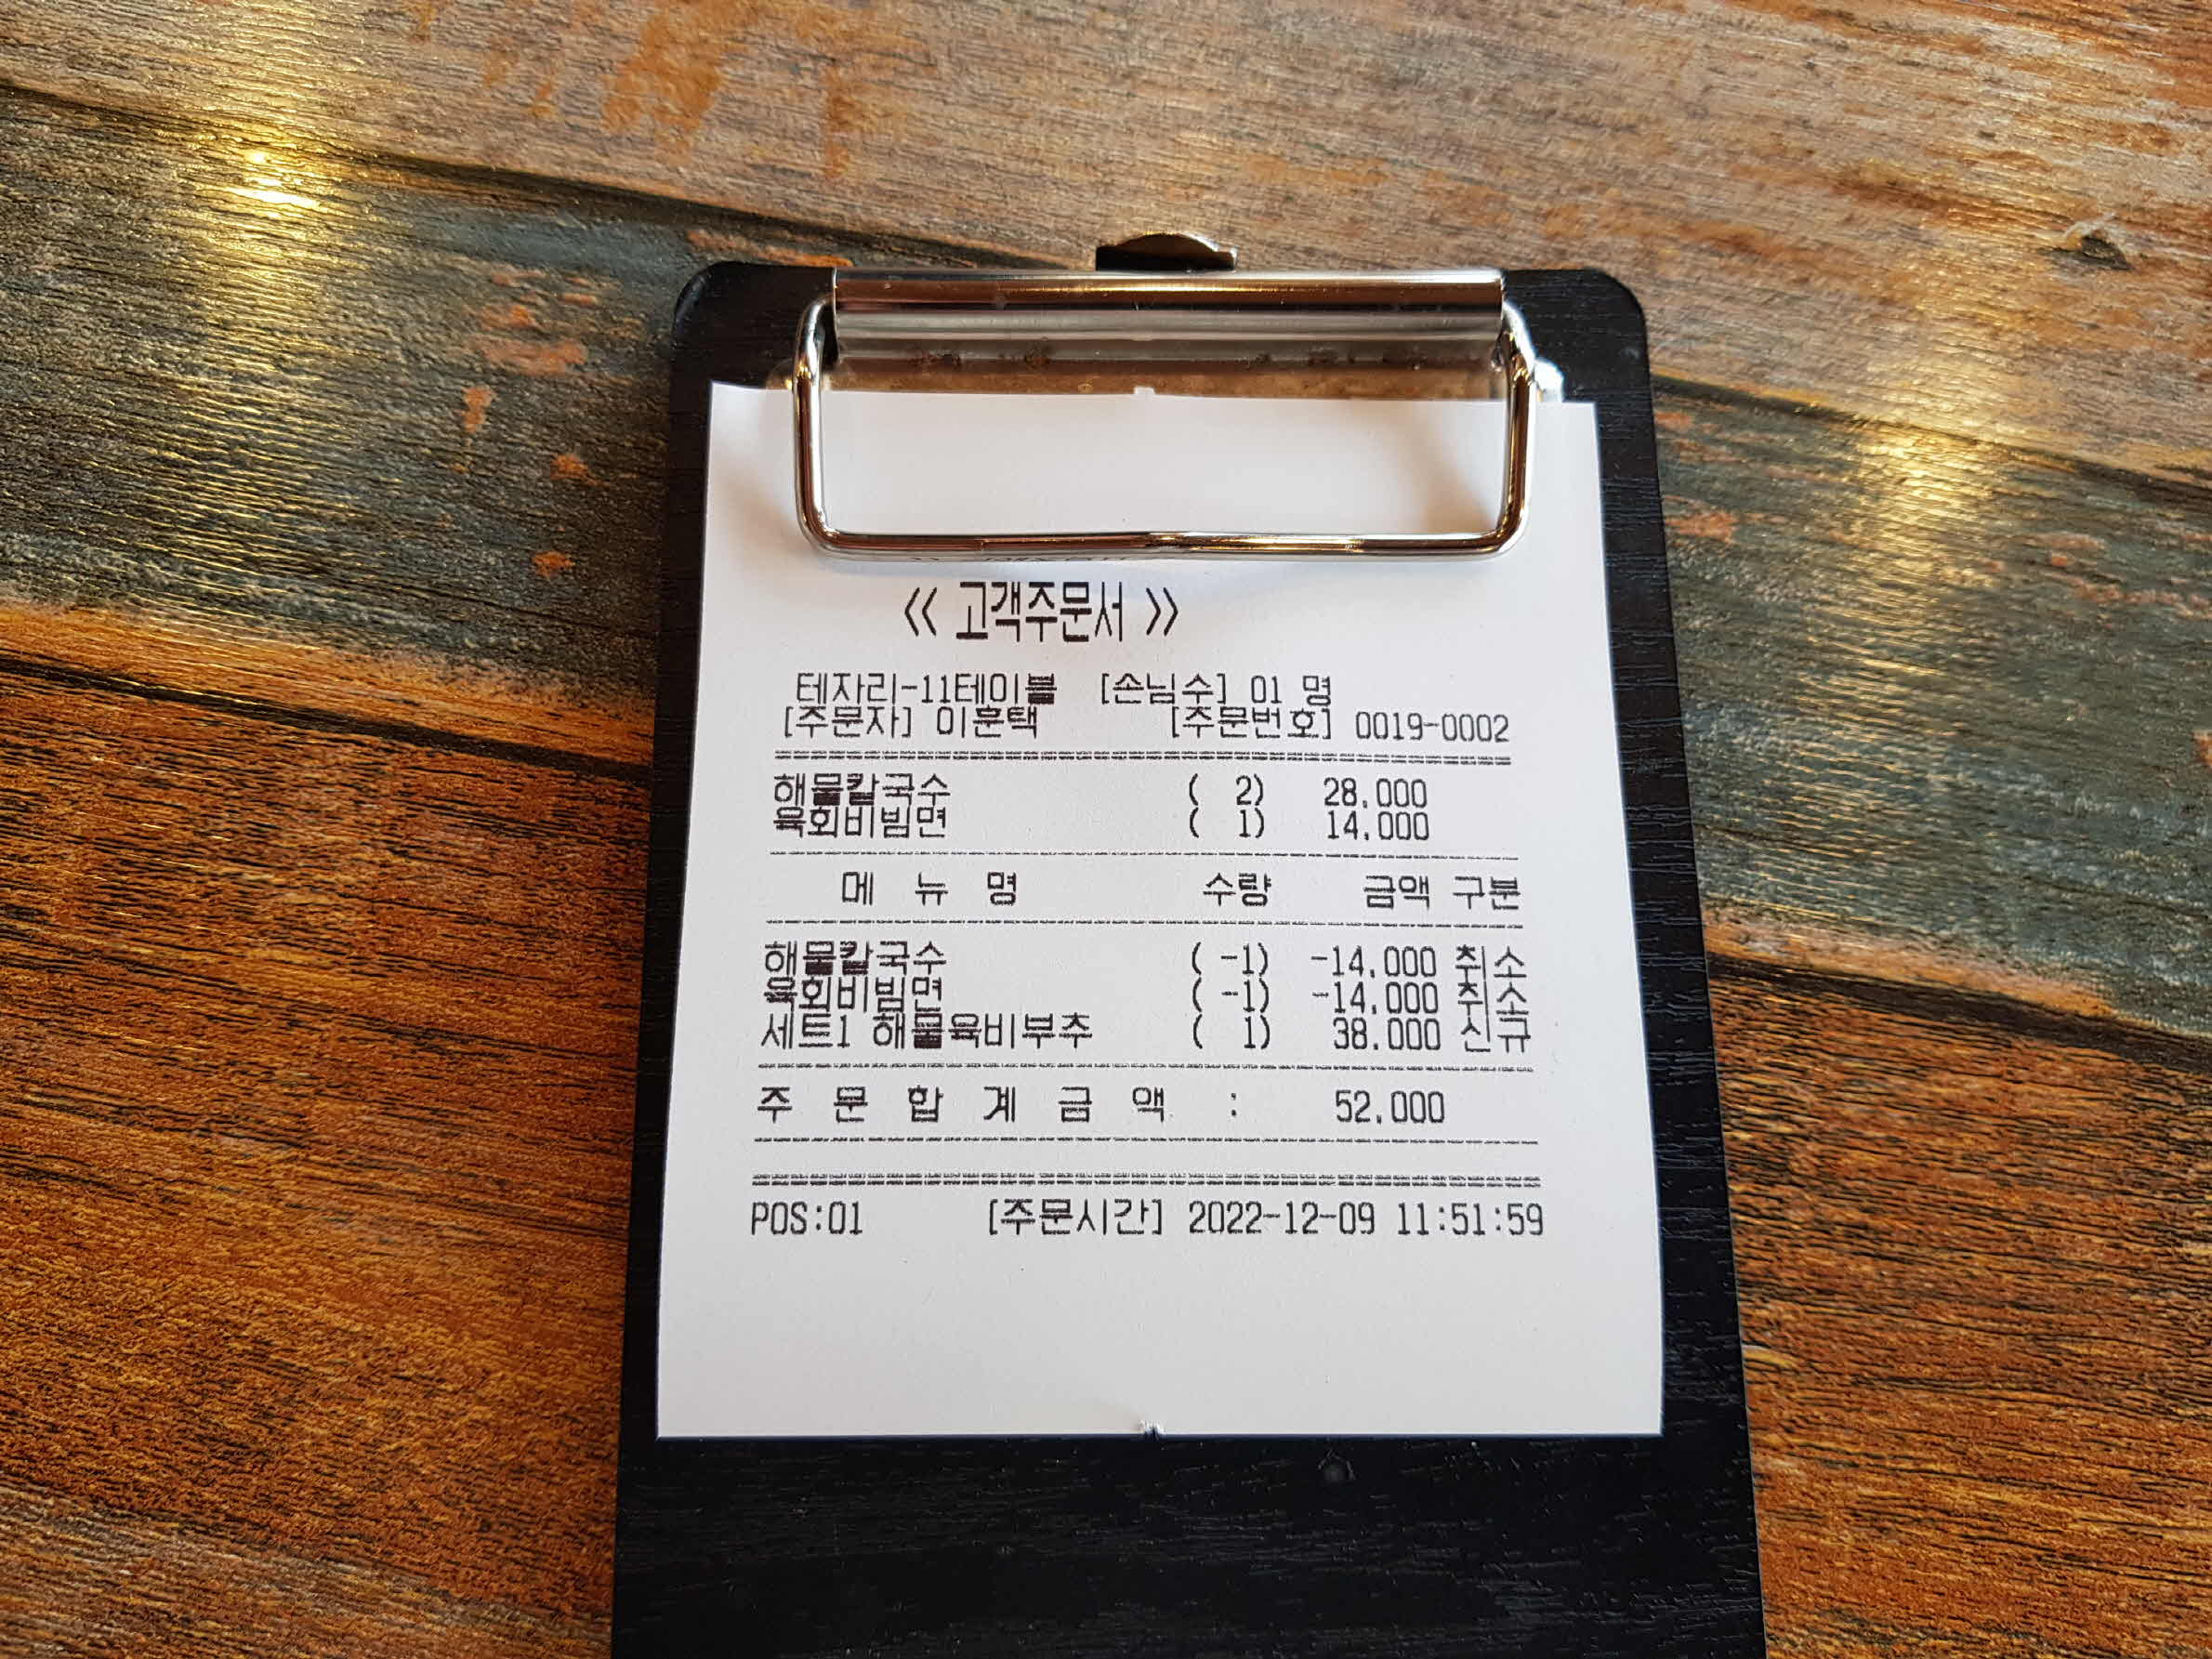 << 고객주문서 >>
테자리-11테이블 [손님수] 01 명
[주문자] 이훈택 [주문번호] 0019-0002
해물칼국수 ( 2) 28,000
육회비빔면 ( 1) 14,000
메 뉴 명 수량 금액 구분
해물칼국수 ( -1) -14,000 취소
육회비빔면 ( -1) -14,000 취소
세트1 해물육비부추 ( 1) 38,000 신규
주 문 합 계 금 액 : 52,000
POS:01 [주문시간] 2022-12-09 11:51:59